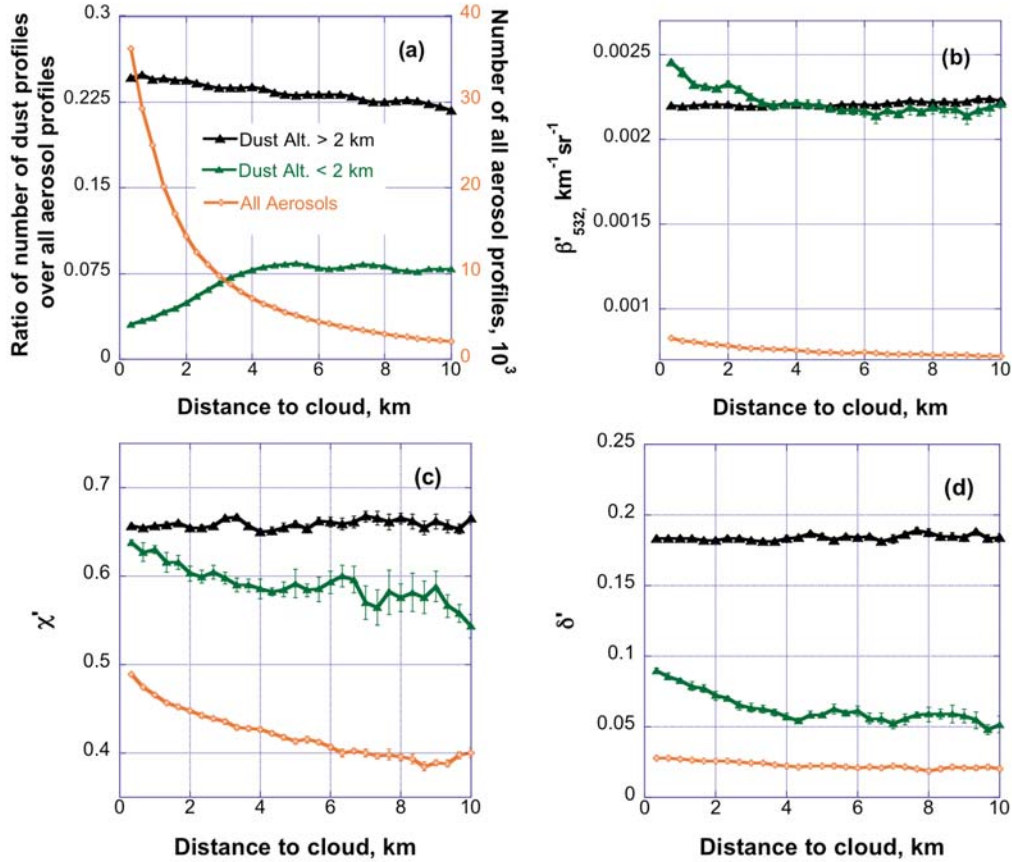 Ratio of number of dust profiles
over all aerosol profiles
0.3
0.225
0.15
0.075
0
(a)
Dust Alt. > 2 km
Dust Alt. < 2 km
All Aerosols
40
30
20
10
0
Number of all aerosol profiles, 10³
0 2 4 6 8 10
Distance to cloud, km
β'532, km⁻¹sr⁻¹
0.0025
0.002
0.0015
0.001
(b)
0 2 4 6 8 10
Distance to cloud, km
χ'
0.7
0.6
0.5
0.4
(c)
0 2 4 6 8 10
Distance to cloud, km
δ'
0.25
0.2
0.15
0.1
0.05
0
(d)
0 2 4 6 8 10
Distance to cloud, km